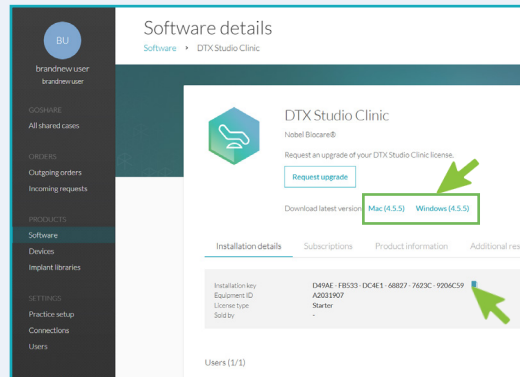 BU
brandnew user
brandnew user
GOSHARE
All shared cases
ORDERS
Outgoing orders
Incoming requests
PRODUCTS
Software
Devices
Implant libraries
SETTINGS
Practice setup
Connections
Users
Software details
Software › DTX Studio Clinic
DTX Studio Clinic
Nobel Biocare®
Request an upgrade of your DTX Studio Clinic license.
Request upgrade
Download latest version: Mac (4.5.5) Windows (4.5.5)
Installation details Subscriptions Product information Additional res
Installation key D49AE - FB533 - DC4E1 - 68827 - 7623C - 9206C59
Equipment ID A2031907
License type Starter
Sold by -
Users (1/1)